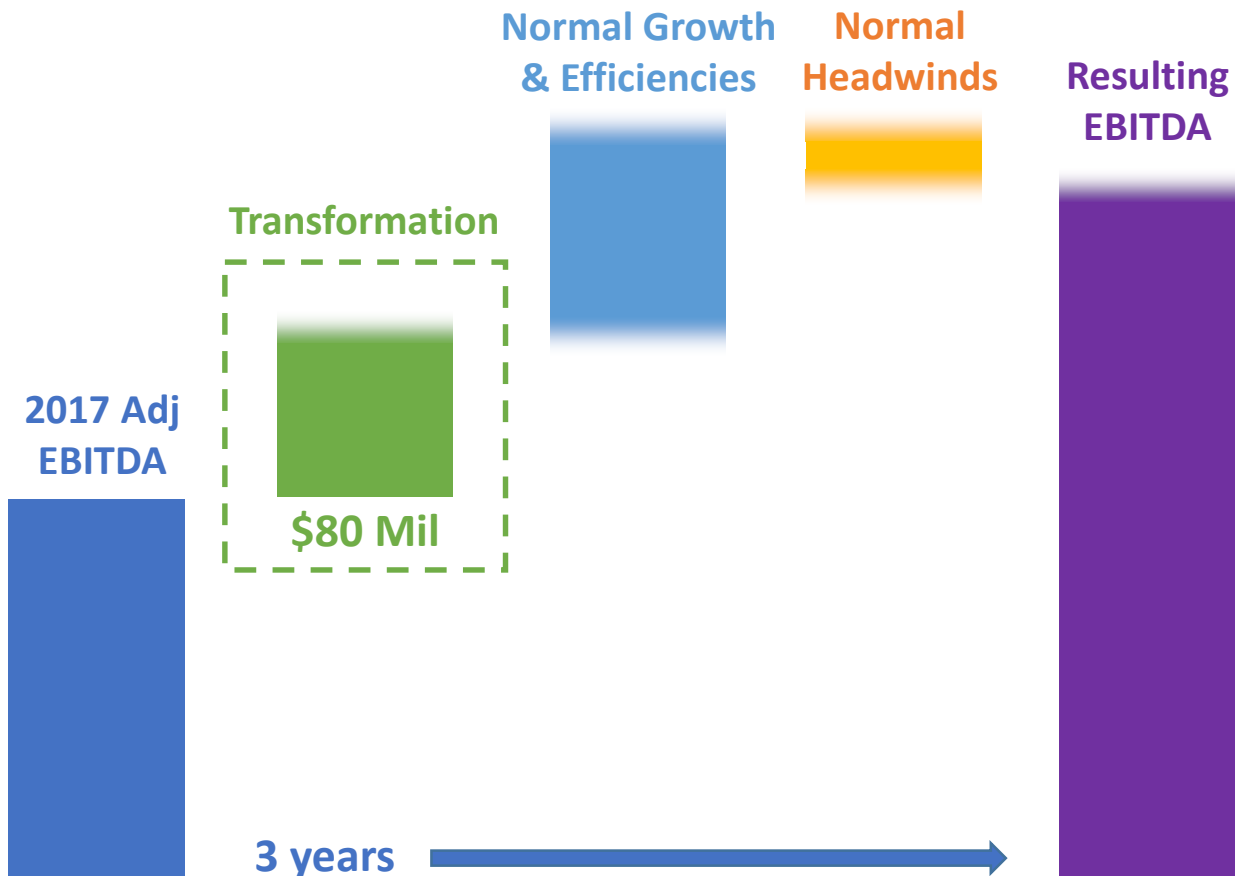 Normal Growth
& Efficiencies
Normal
Headwinds
Resulting
EBITDA
Transformation
$80 Mil
2017 Adj
EBITDA
3 years